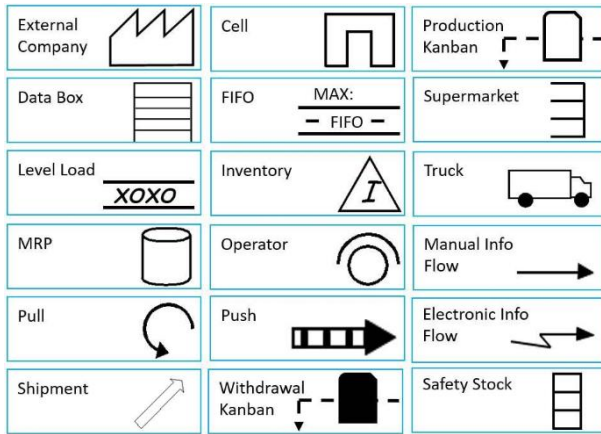 External
Company
Cell
Production
Kanban
Data Box
FIFO
MAX:
FIFO
Supermarket
Level Load
XOXO
Inventory
I
Truck
MRP
Operator
Manual Info
Flow
Pull
Push
Electronic Info
Flow
Shipment
Withdrawal
Kanban
Safety Stock